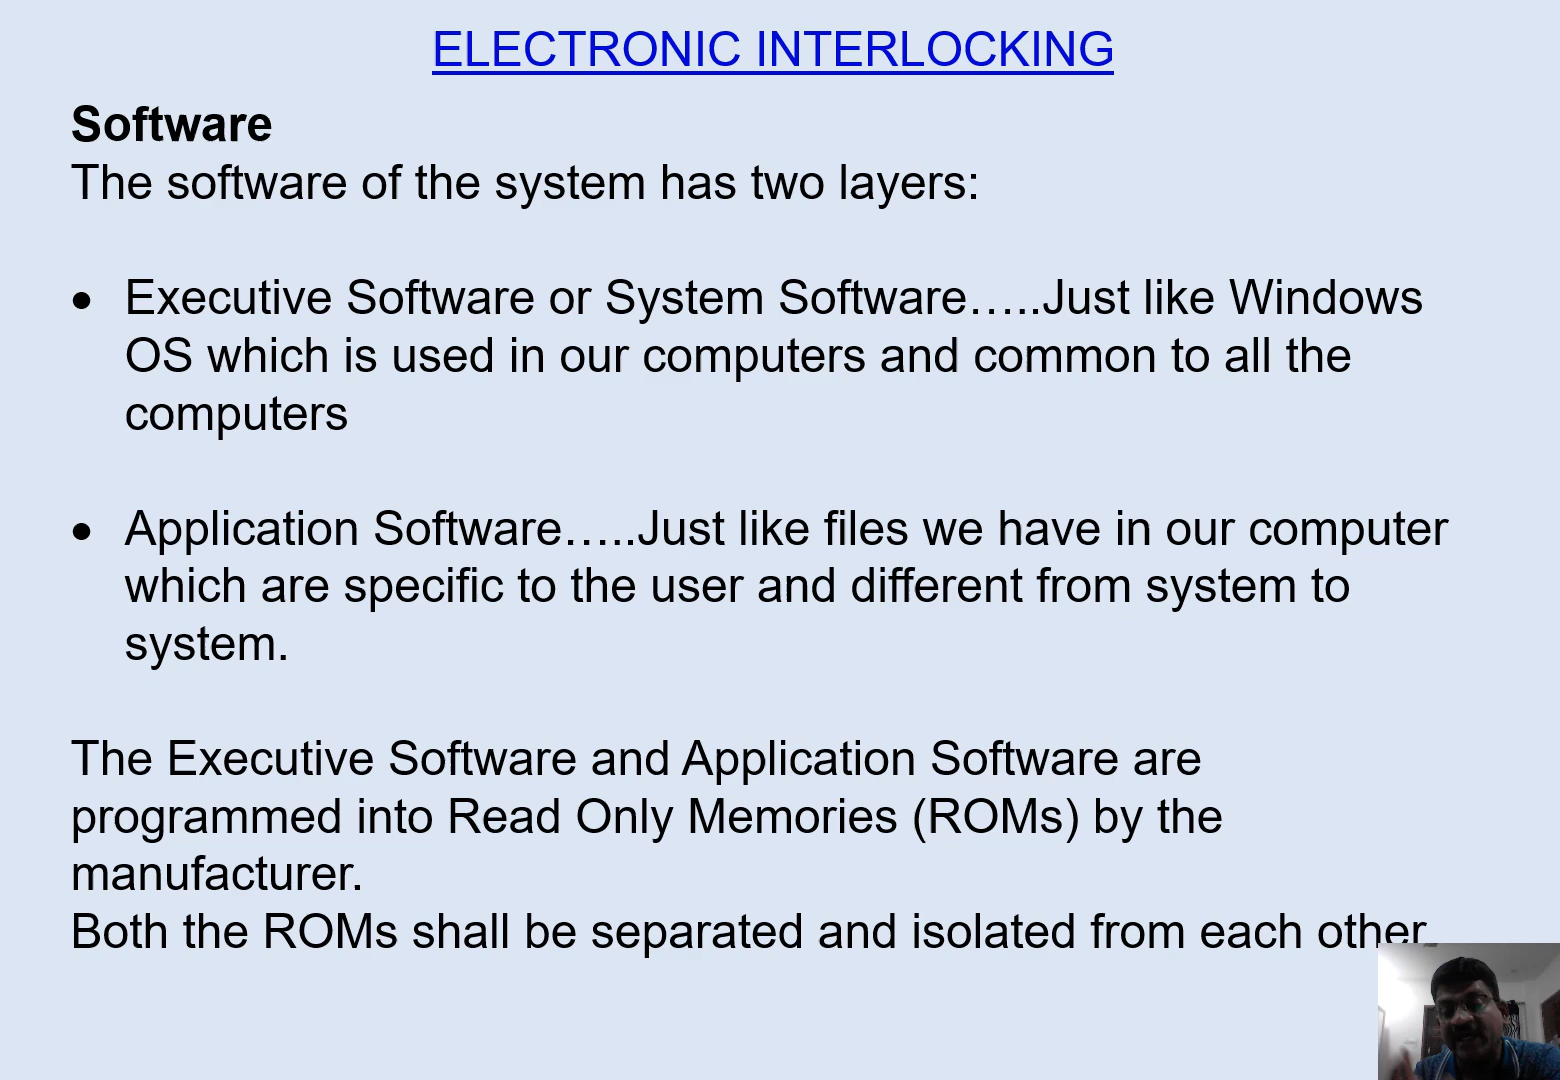 ELECTRONIC INTERLOCKING
Software
The software of the system has two layers:
• Executive Software or System Software…..Just like Windows
OS which is used in our computers and common to all the
computers
• Application Software…..Just like files we have in our computer
which are specific to the user and different from system to
system.
The Executive Software and Application Software are
programmed into Read Only Memories (ROMs) by the
manufacturer.
Both the ROMs shall be separated and isolated from each other.